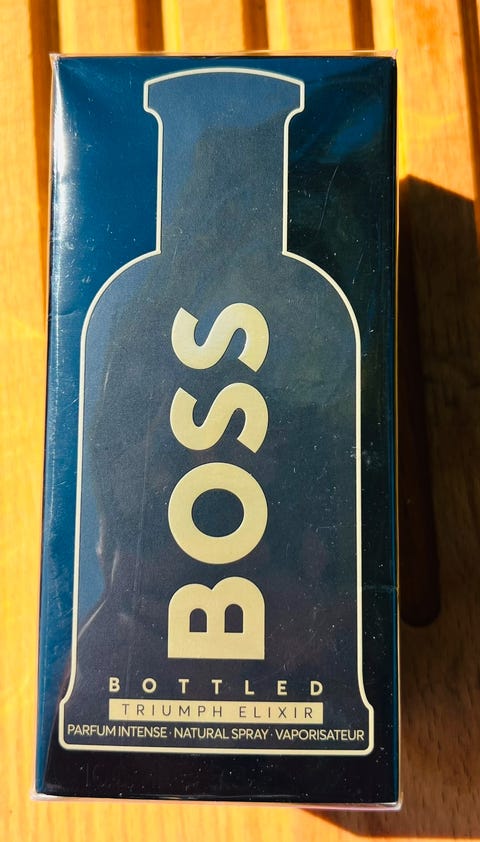 BOSS
BOTTLED
TRIUMPH ELIXIR
PARFUM INTENSE · NATURAL SPRAY · VAPORISATEUR